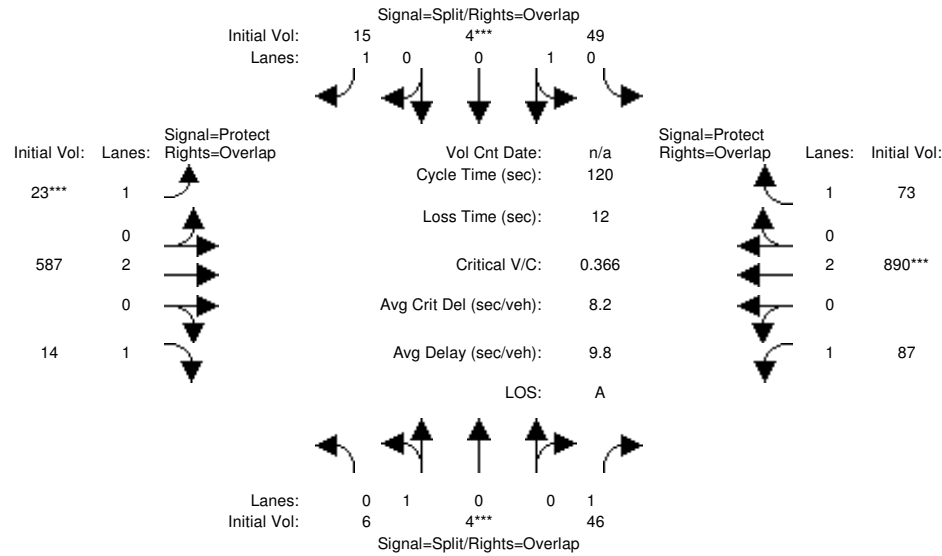 Signal=Split/Rights=Overlap
Initial Vol: 15 4*** 49
Lanes: 1 0 0 1 0
Signal=Protect
Initial Vol: Lanes: Rights=Overlap
Vol Cnt Date: n/a
Signal=Protect
Rights=Overlap Lanes: Initial Vol:
Cycle Time (sec): 120
23*** 1
1 73
Loss Time (sec): 12
0
0
587 2
Critical V/C: 0.366
2 890***
0
Avg Crit Del (sec/veh): 8.2
0
14 1
Avg Delay (sec/veh): 9.8
1 87
LOS: A
Lanes: 0 1 0 0 1
Initial Vol: 6 4*** 46
Signal=Split/Rights=Overlap